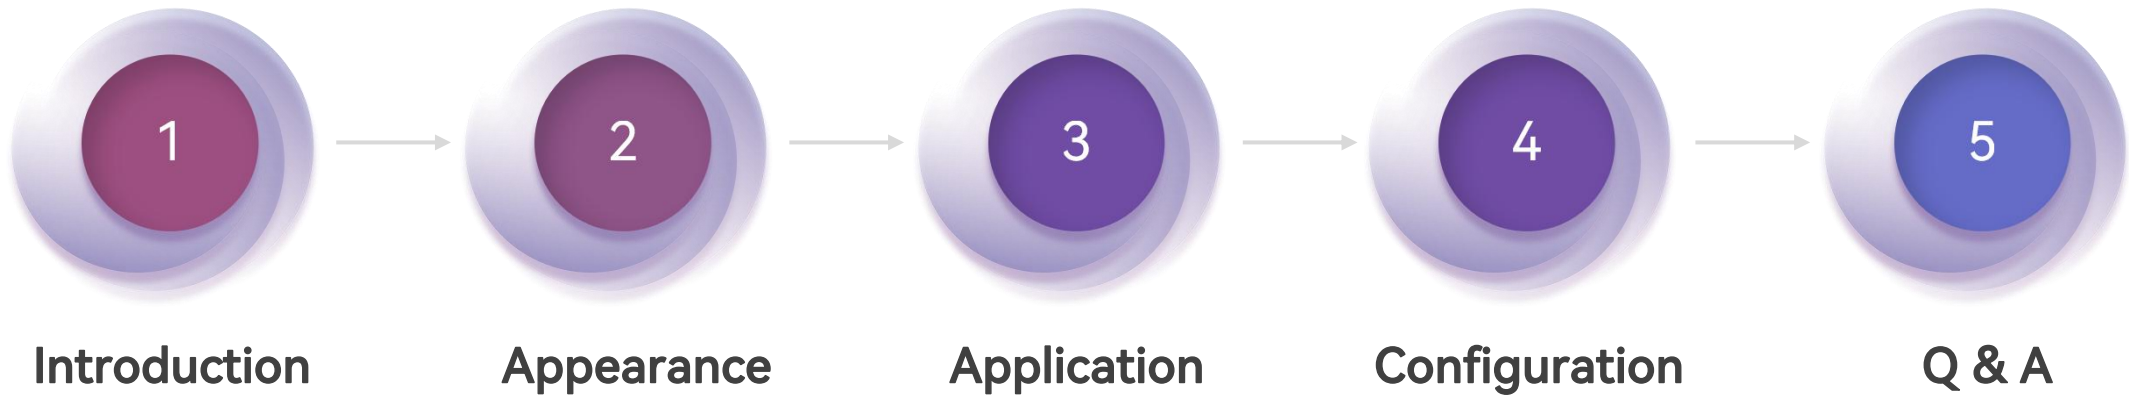 1
2
3
4
5
Introduction
Appearance
Application
Configuration
Q & A